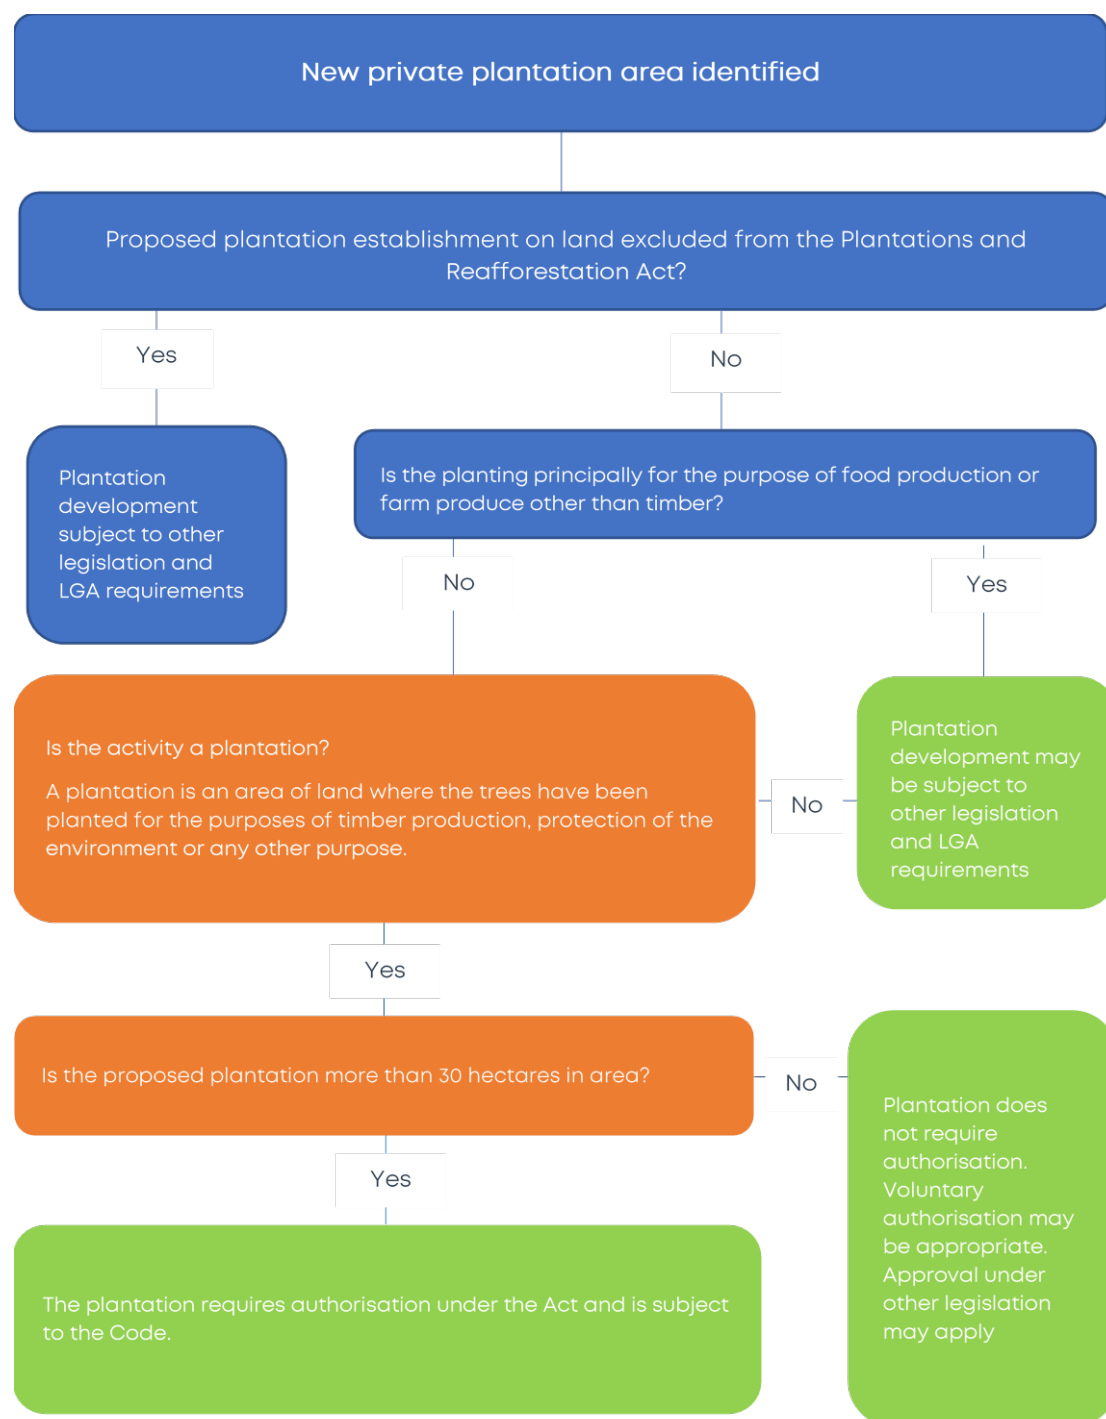 New private plantation area identified
Proposed plantation establishment on land excluded from the Plantations and
Reafforestation Act?
Yes
No
Plantation
development
subject to other
legislation and
LGA requirements
Is the planting principally for the purpose of food production or
farm produce other than timber?
No
Yes
Is the activity a plantation?
A plantation is an area of land where the trees have been
planted for the purposes of timber production, protection of the
environment or any other purpose.
No
Plantation
development may
be subject to
other legislation
and LGA
requirements
Yes
Is the proposed plantation more than 30 hectares in area?
No
Plantation does
not require
authorisation.
Voluntary
authorisation may
be appropriate.
Approval under
other legislation
may apply
Yes
The plantation requires authorisation under the Act and is subject
to the Code.